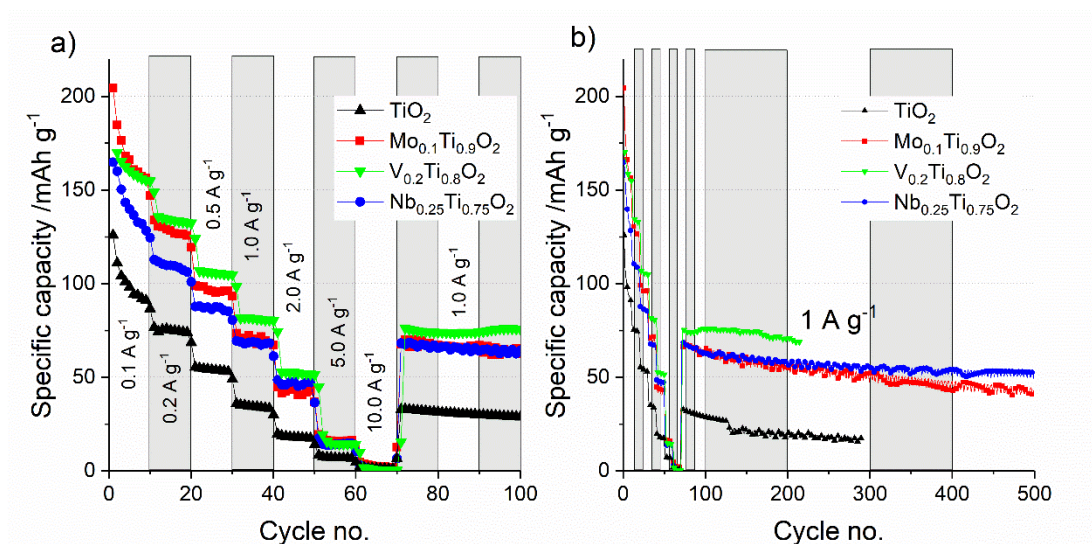 a)
Specific capacity /mAh g⁻¹
200
150
100
50
0
TiO₂
Mo₀.₁Ti₀.₉O₂
V₀.₂Ti₀.₈O₂
Nb₀.₂₅Ti₀.₇₅O₂
0.1 A g⁻¹
0.2 A g⁻¹
0.5 A g⁻¹
1.0 A g⁻¹
2.0 A g⁻¹
5.0 A g⁻¹
10.0 A g⁻¹
1.0 A g⁻¹
0 20 40 60 80 100
Cycle no.
b)
Specific capacity /mAh g⁻¹
200
150
100
50
0
TiO₂
Mo₀.₁Ti₀.₉O₂
V₀.₂Ti₀.₈O₂
Nb₀.₂₅Ti₀.₇₅O₂
1 A g⁻¹
0 100 200 300 400 500
Cycle no.